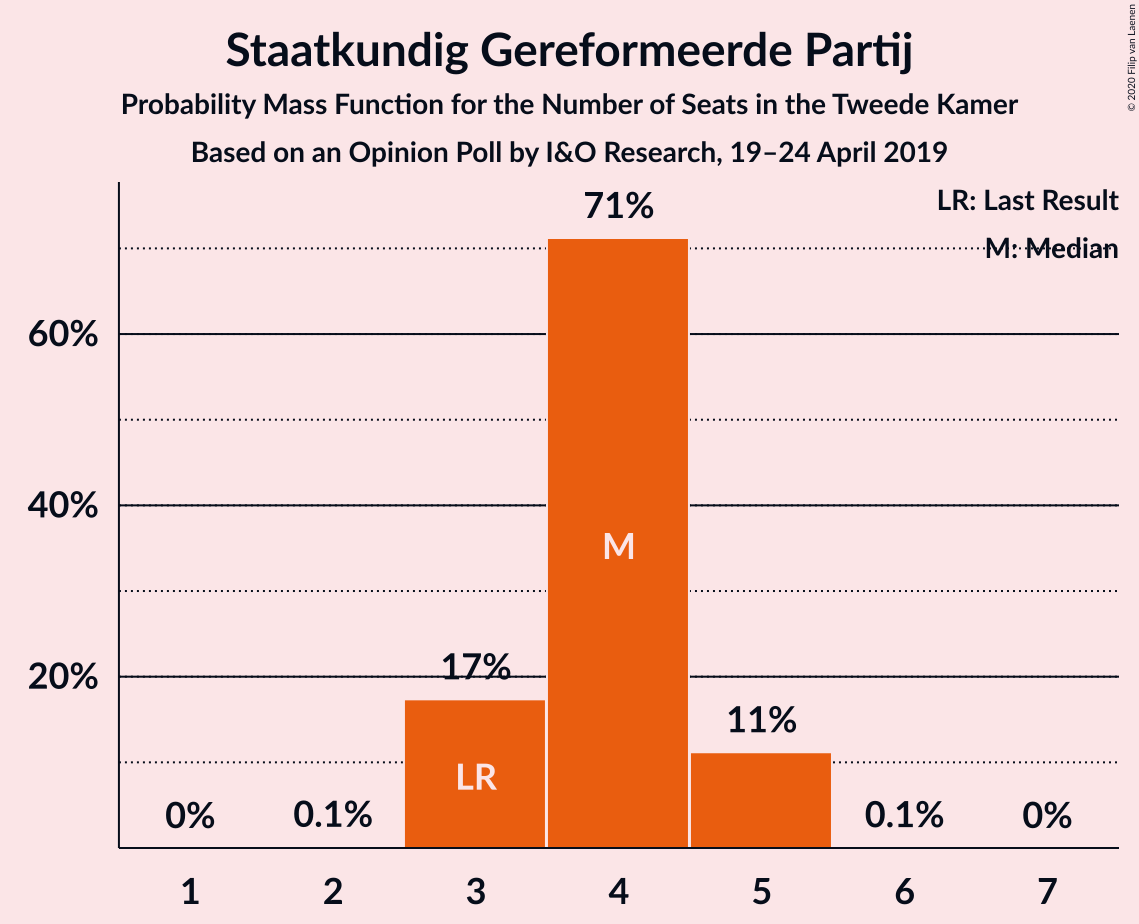 Staatkundig Gereformeerde Partij
Probability Mass Function for the Number of Seats in the Tweede Kamer
Based on an Opinion Poll by I&O Research, 19–24 April 2019
© 2020 Filip van Laenen
LR: Last Result
M: Median
71%
60%
40%
M
20%
17%
11%
LR
0%
0.1%
0.1%
0%
1 2 3 4 5 6 7